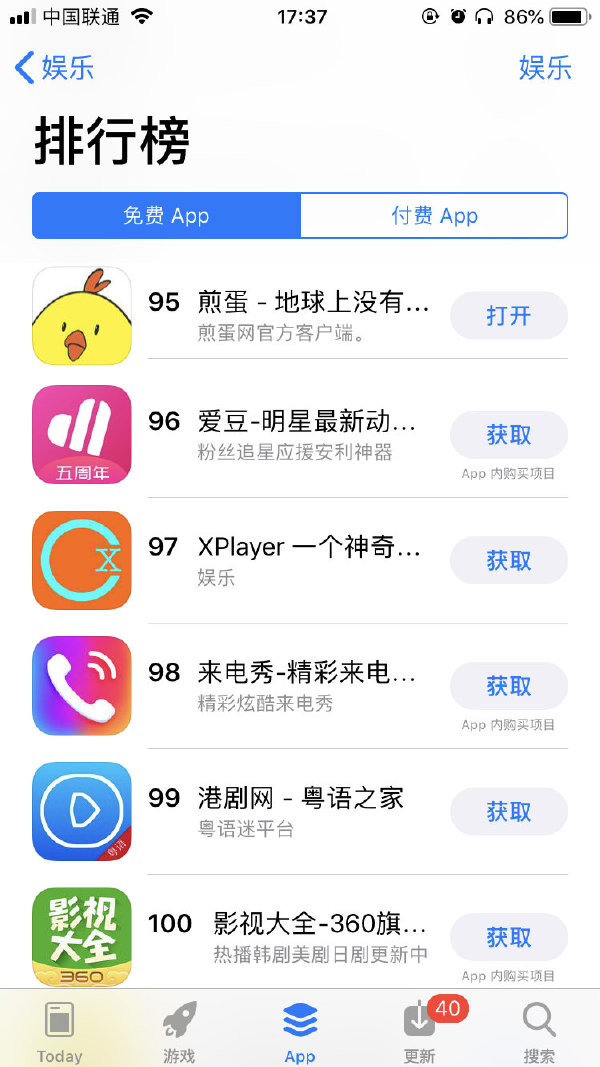 中国联通 17:37 86%
娱乐 娱乐
排行榜
免费 App 付费 App
95 煎蛋 - 地球上没有... 打开
煎蛋网官方客户端。
96 爱豆-明星最新动... 获取
粉丝追星应援安利神器
App 内购买项目
五周年
97 XPlayer 一个神奇... 获取
娱乐
X
98 来电秀-精彩来电... 获取
精彩炫酷来电秀
App 内购买项目
99 港剧网 - 粤语之家 获取
粤语迷平台
粤语
影视
大全
360
100 影视大全-360旗... 获取
热播韩剧美剧日剧更新中
App 内购买项目
40
Today 游戏 App 更新 搜索